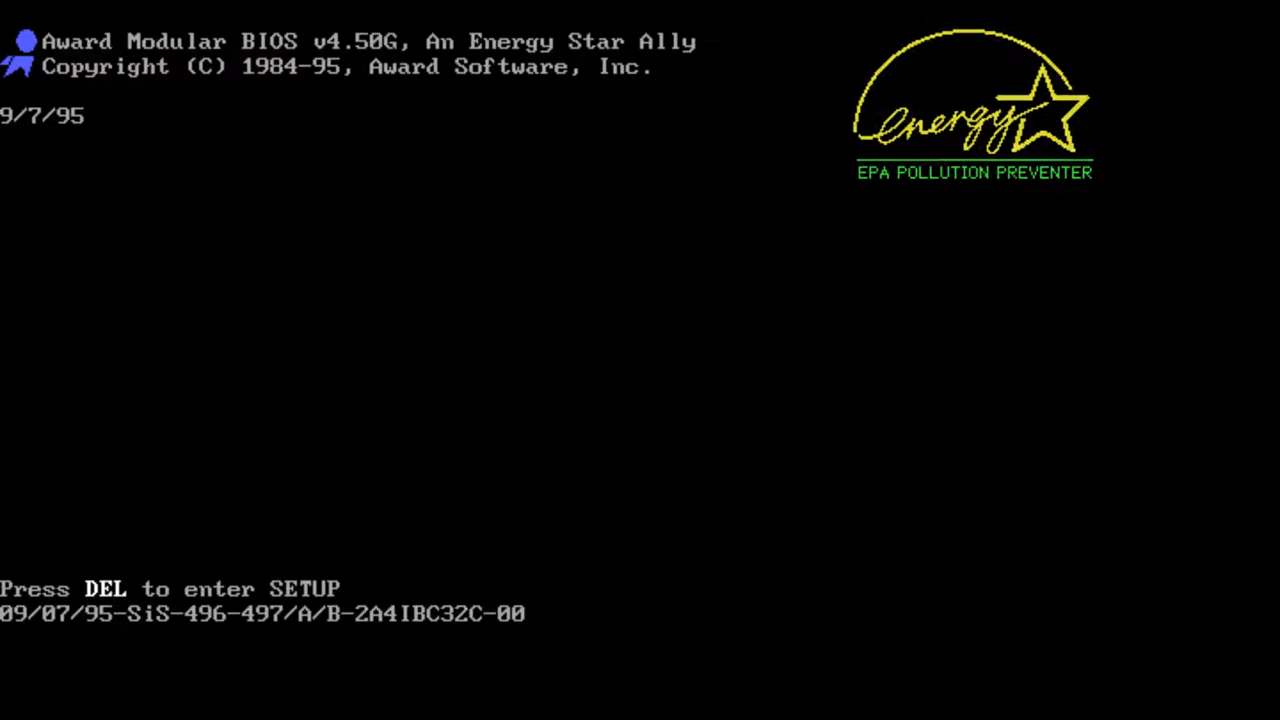 Award Modular BIOS v4.50G, An Energy Star Ally
Copyright (C) 1984-95, Award Software, Inc.
energy
EPA POLLUTION PREVENTER
9/7/95
Press DEL to enter SETUP
09/07/95-SiS-496-497/A/B-2A4IBC32C-00